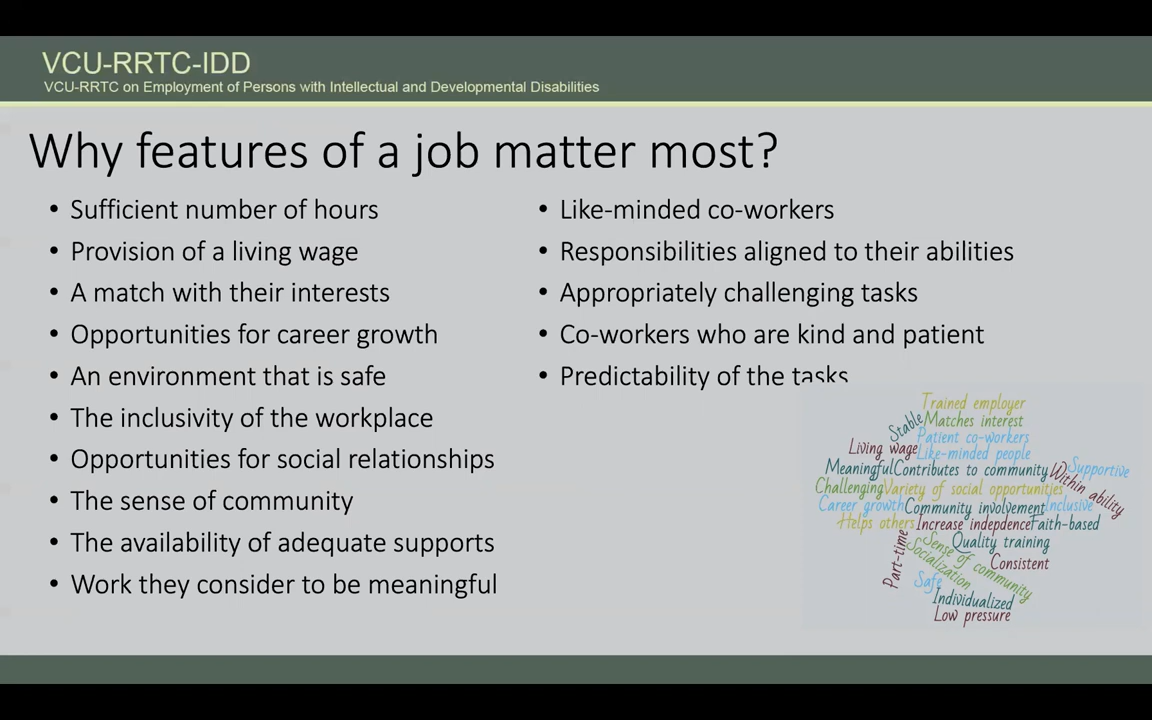 VCU-RRTC-IDD
VCU-RRTC on Employment of Persons with Intellectual and Developmental Disabilities
Why features of a job matter most?
• Sufficient number of hours
• Provision of a living wage
• A match with their interests
• Opportunities for career growth
• An environment that is safe
• The inclusivity of the workplace
• Opportunities for social relationships
• The sense of community
• The availability of adequate supports
• Work they consider to be meaningful
• Like-minded co-workers
• Responsibilities aligned to their abilities
• Appropriately challenging tasks
• Co-workers who are kind and patient
• Predictability of the tasks
Trained employer
Stable
Matches interest
Patient co-workers
Living wage
Like-minded people
Meaningful
Contributes to community
Supportive
Within ability
Challenging
Variety of social opportunities
Career growth
Community involvement
Inclusive
Helps others
Increase indepdence
Faith-based
Part-time
Quality training
Sense of community
Socialization
Consistent
Safe
Individualized
Low pressure